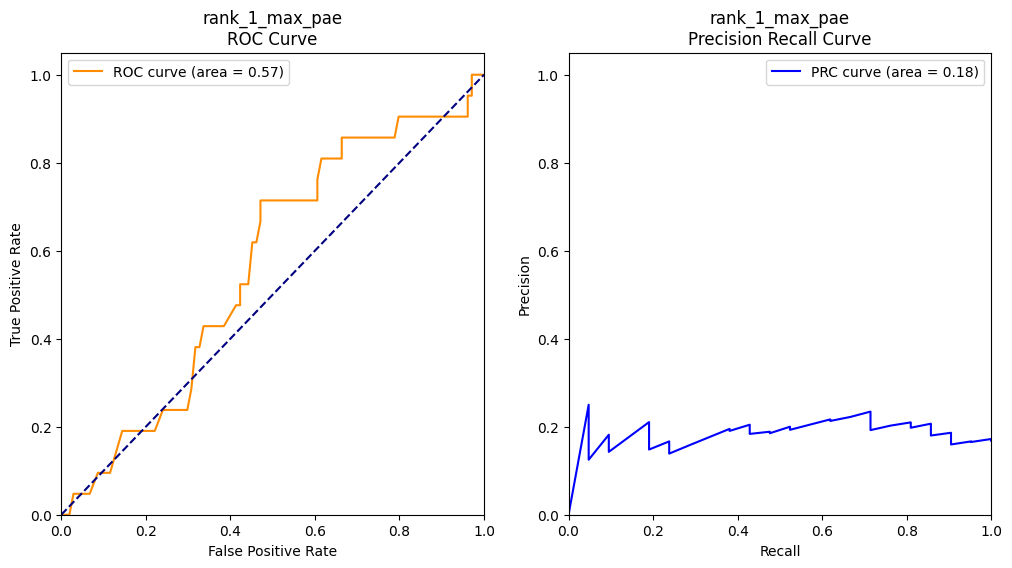 rank_1_max_pae
ROC Curve
ROC curve (area = 0.57)
1.0
0.8
0.6
0.4
0.2
0.0
True Positive Rate
0.0 0.2 0.4 0.6 0.8 1.0
False Positive Rate
rank_1_max_pae
Precision Recall Curve
PRC curve (area = 0.18)
1.0
0.8
0.6
0.4
0.2
0.0
Precision
0.0 0.2 0.4 0.6 0.8 1.0
Recall